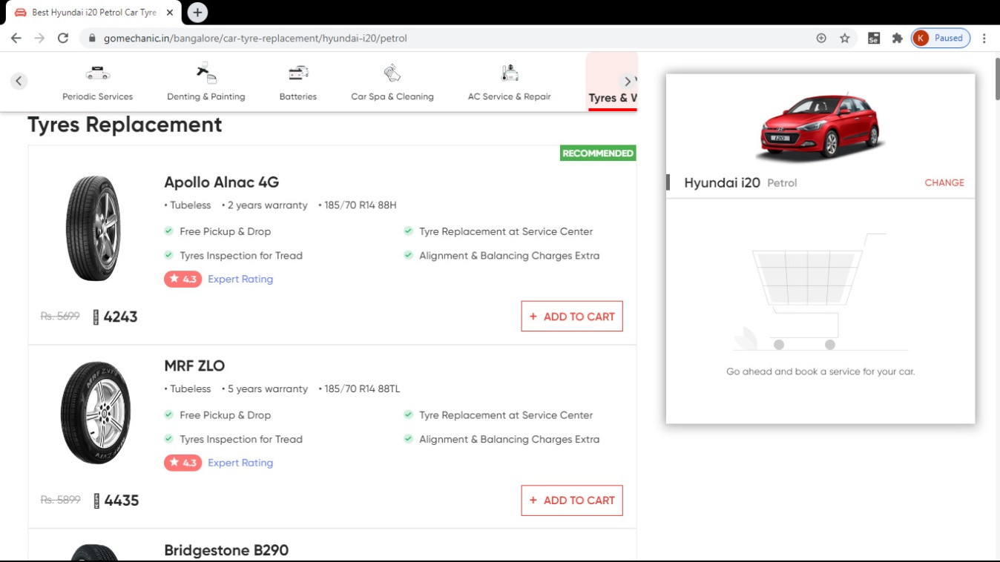 Best Hyundai i20 Petrol Car Tyre
gomechanic.in/bangalore/car-tyre-replacement/hyundai-i20/petrol
Se
K Paused
Periodic Services
Denting & Painting
Batteries
Car Spa & Cleaning
AC Service & Repair
Tyres & W
Tyres Replacement
RECOMMENDED
Apollo Alnac 4G
• Tubeless • 2 years warranty • 185/70 R14 88H
Free Pickup & Drop
Tyre Replacement at Service Center
Tyres Inspection for Tread
Alignment & Balancing Charges Extra
4.3 Expert Rating
Rs. 5699 4243
+ ADD TO CART
MRF ZLO
• Tubeless • 5 years warranty • 185/70 R14 88TL
Free Pickup & Drop
Tyre Replacement at Service Center
Tyres Inspection for Tread
Alignment & Balancing Charges Extra
4.3 Expert Rating
MRF ZVTV
MRF ZVTV
Rs. 5899 4435
+ ADD TO CART
Bridgestone B290
i20
Hyundai i20 Petrol
CHANGE
Go ahead and book a service for your car.